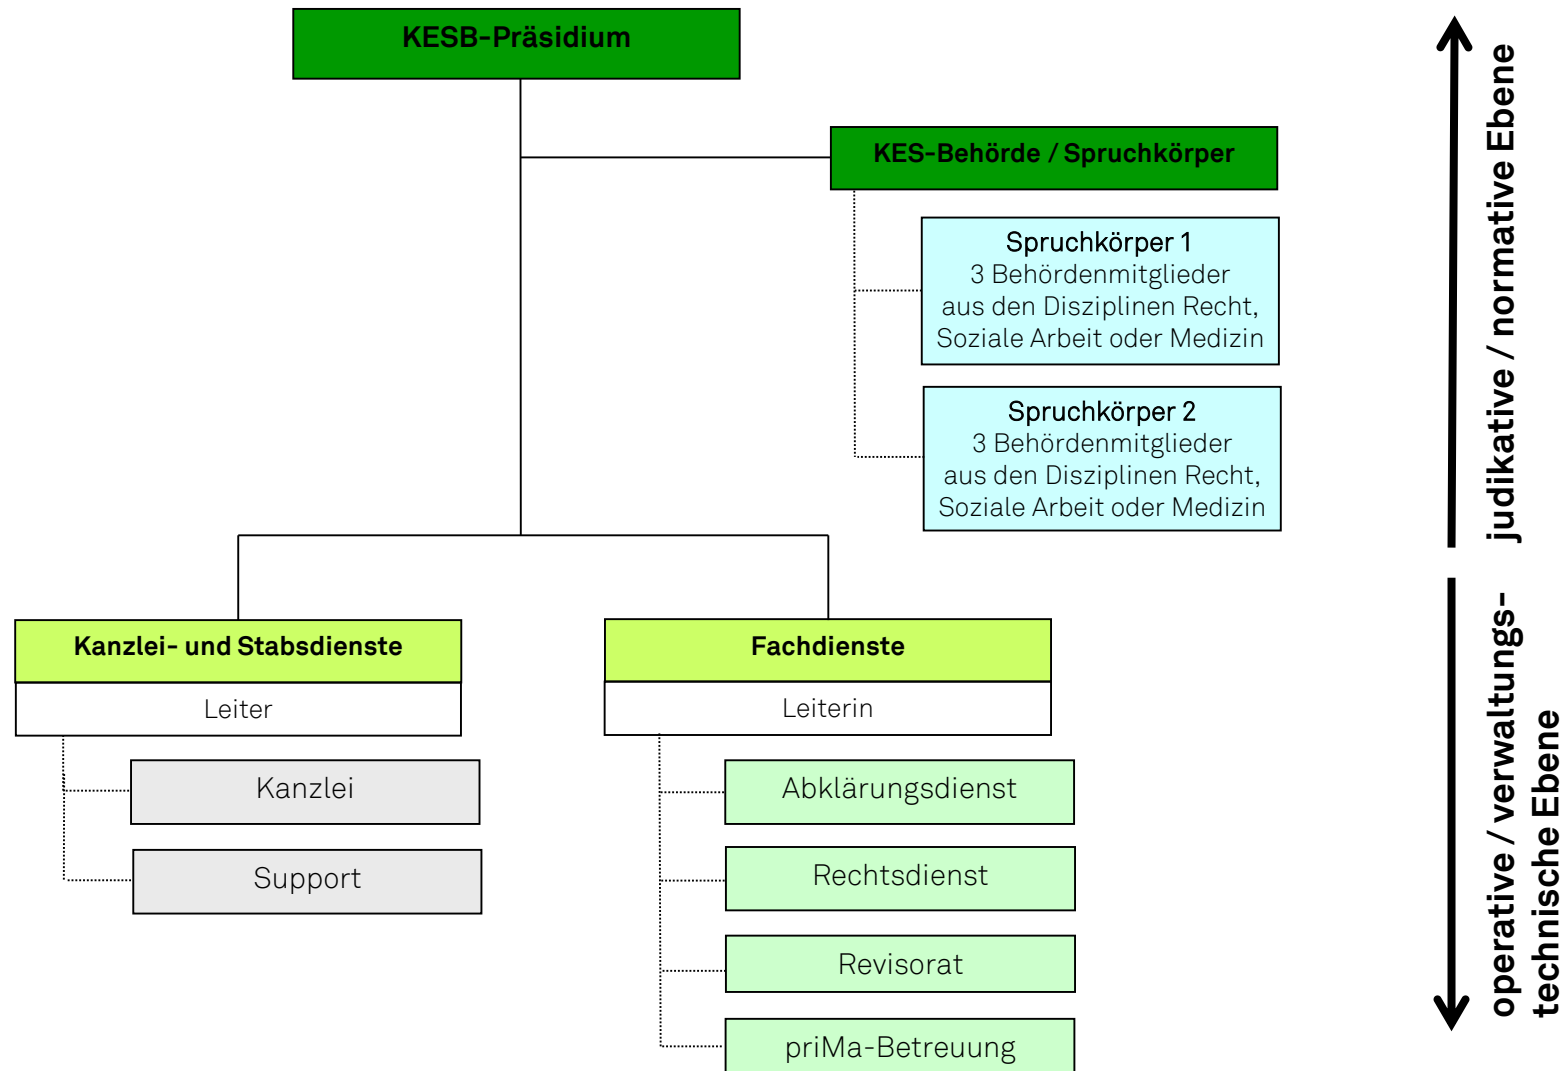 KESB-Präsidium
KES-Behörde / Spruchkörper
Spruchkörper 1
3 Behördenmitglieder
aus den Disziplinen Recht,
Soziale Arbeit oder Medizin
Spruchkörper 2
3 Behördenmitglieder
aus den Disziplinen Recht,
Soziale Arbeit oder Medizin
judikative / normative Ebene
Kanzlei- und Stabsdienste
Leiter
Kanzlei
Support
Fachdienste
Leiterin
Abklärungsdienst
Rechtsdienst
Revisorat
priMa-Betreuung
operative / verwaltungs-
technische Ebene